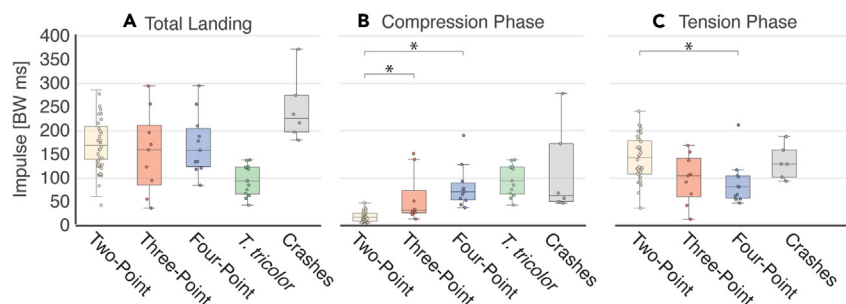 A Total Landing
B Compression Phase
C Tension Phase
Impulse [BW ms]
400
350
300
250
200
150
100
50
0
*
*
*
Two-Point
Three-Point
Four-Point
T. tricolor
Crashes
Two-Point
Three-Point
Four-Point
T. tricolor
Crashes
Two-Point
Three-Point
Four-Point
Crashes